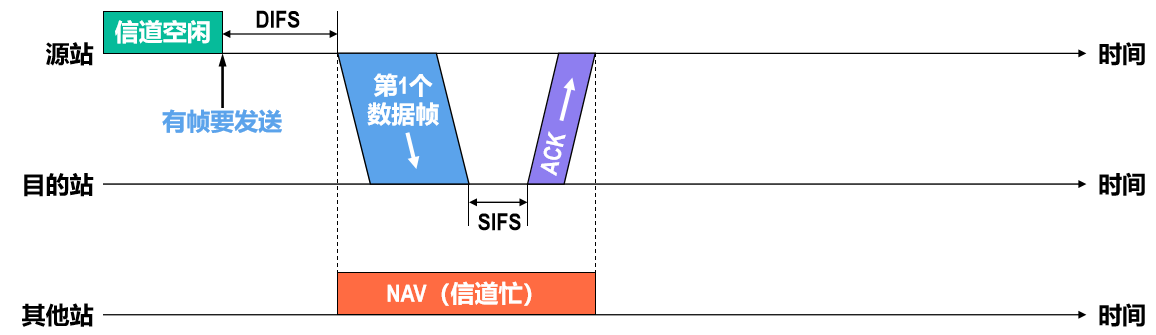 信道空闲
DIFS
源站
时间
有帧要发送
第1个
数据帧
ACK
目的站
时间
SIFS
NAV（信道忙）
其他站
时间